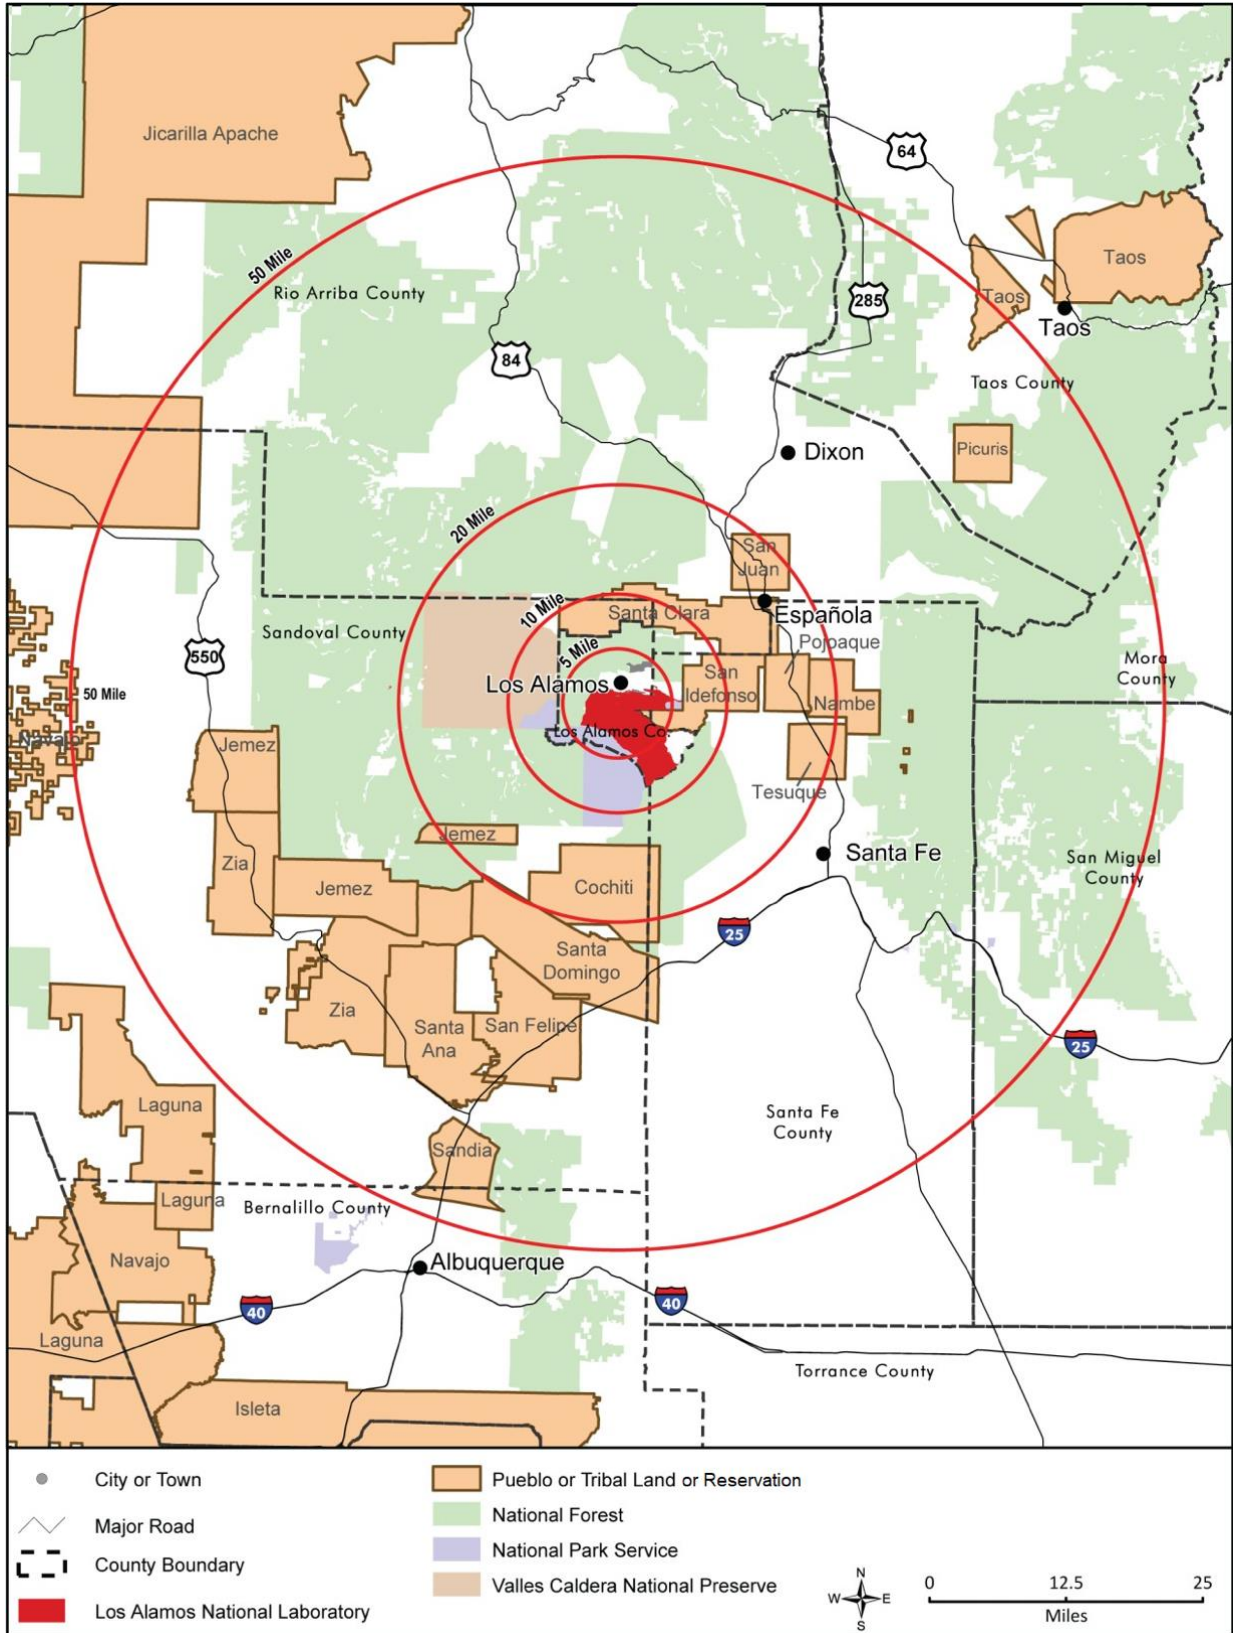 Jicarilla Apache
64
50 Mile
Rio Arriba County
Taos
Taos
285
Taos
84
Taos County
Dixon
Picuris
20 Mile
San
Juan
10 Mile
Santa Clara
Española
Sandoval County
Pojoaque
5 Mile
550
Mora
County
San
Ildefonso
Los Alamos
50 Mile
Nambe
Navajo
Los Alamos Co.
Jemez
Tesuque
Jemez
Santa Fe
Zia
San Miguel
County
Jemez
Cochiti
25
Santa
Domingo
Zia
Santa
Ana
San Felipe
25
Laguna
Santa Fe
County
Sandia
Laguna
Bernalillo County
Navajo
Albuquerque
40
40
Laguna
Torrance County
Isleta
City or Town
Major Road
County Boundary
Los Alamos National Laboratory
Pueblo or Tribal Land or Reservation
National Forest
National Park Service
Valles Caldera National Preserve
N
W
E
S
0 12.5 25
Miles